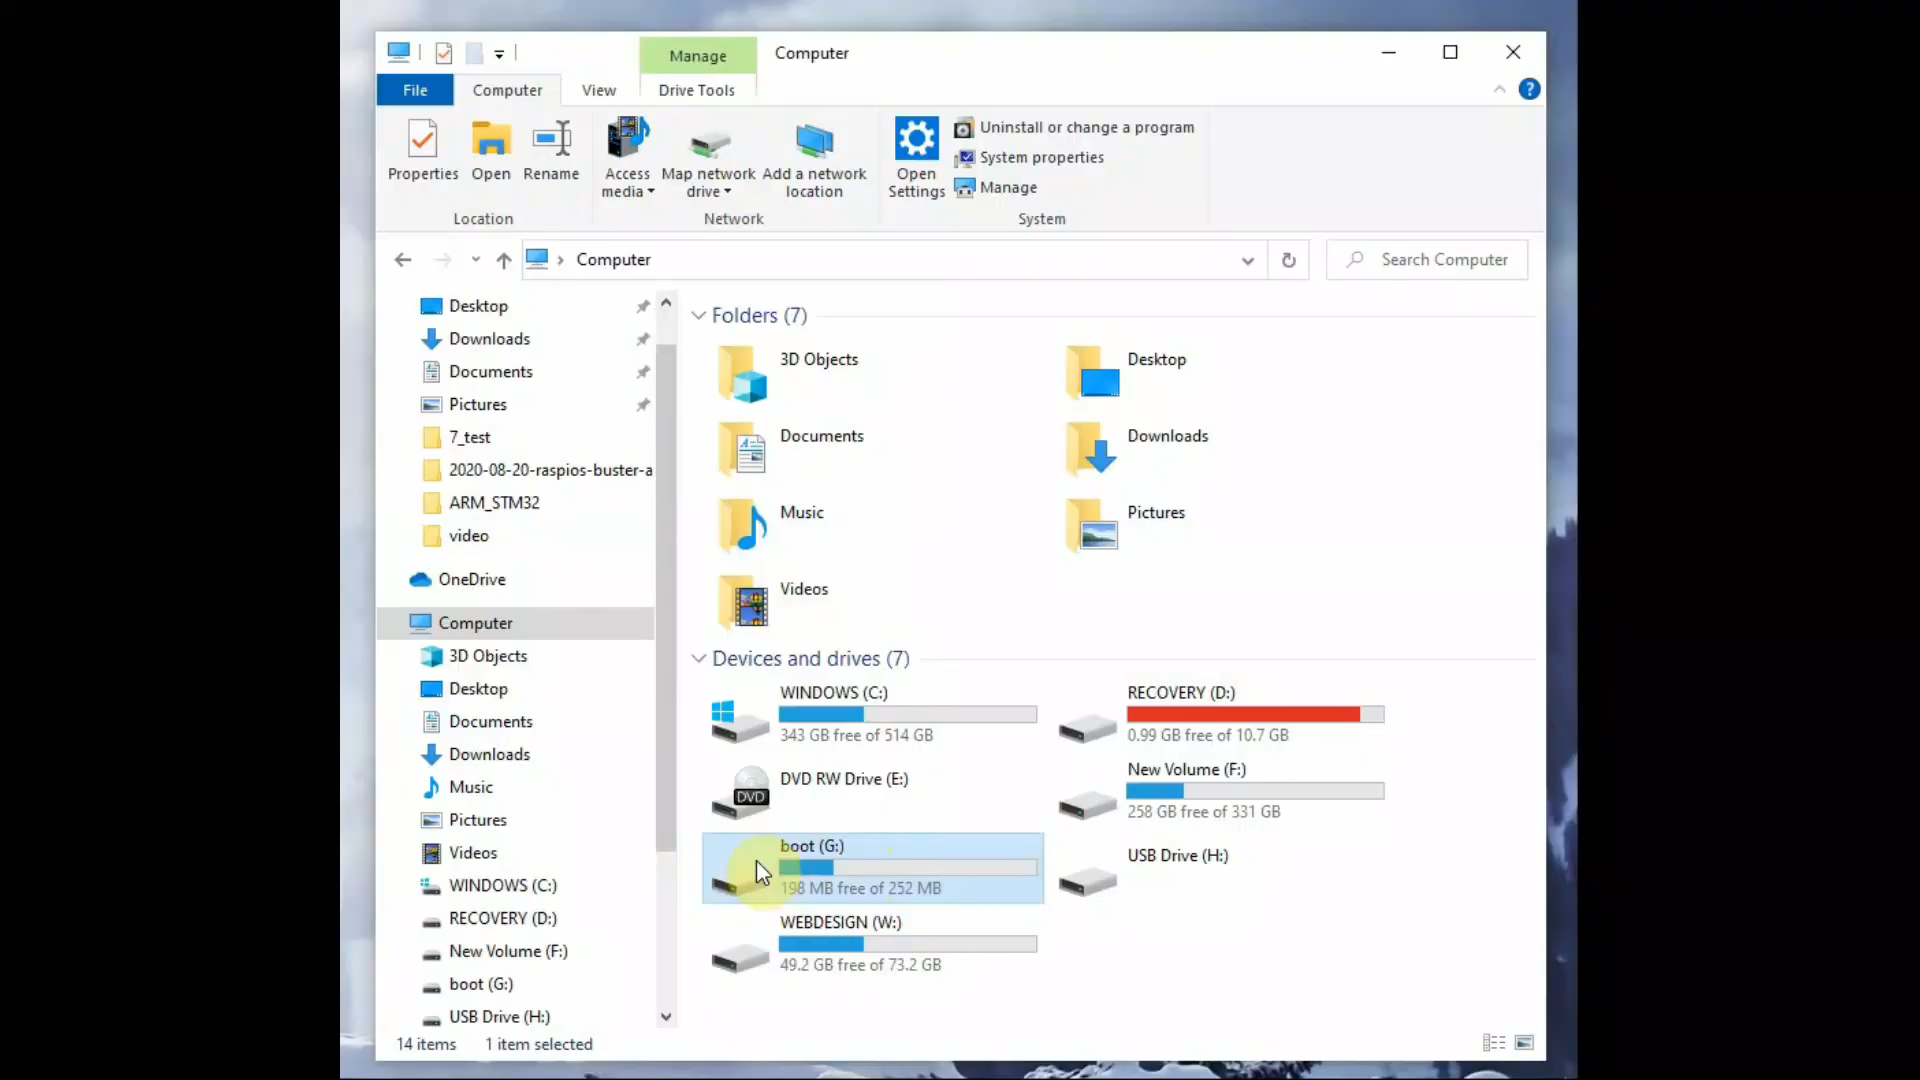 Manage
Computer
File
Computer
View
Drive Tools
Properties
Open
Rename
Access media
Map network drive
Add a network location
Open Settings
Uninstall or change a program
System properties
Manage
Location
Network
System
Computer
Search Computer
Desktop
Downloads
Documents
Pictures
7_test
2020-08-20-raspios-buster-a
ARM_STM32
video
OneDrive
Computer
3D Objects
Desktop
Documents
Downloads
Music
Pictures
Videos
WINDOWS (C:)
RECOVERY (D:)
New Volume (F:)
boot (G:)
USB Drive (H:)
Folders (7)
3D Objects
Desktop
Documents
Downloads
Music
Pictures
Videos
Devices and drives (7)
WINDOWS (C:)
343 GB free of 514 GB
RECOVERY (D:)
0.99 GB free of 10.7 GB
DVD RW Drive (E:)
DVD
New Volume (F:)
258 GB free of 331 GB
boot (G:)
198 MB free of 252 MB
USB Drive (H:)
WEBDESIGN (W:)
49.2 GB free of 73.2 GB
14 items
1 item selected